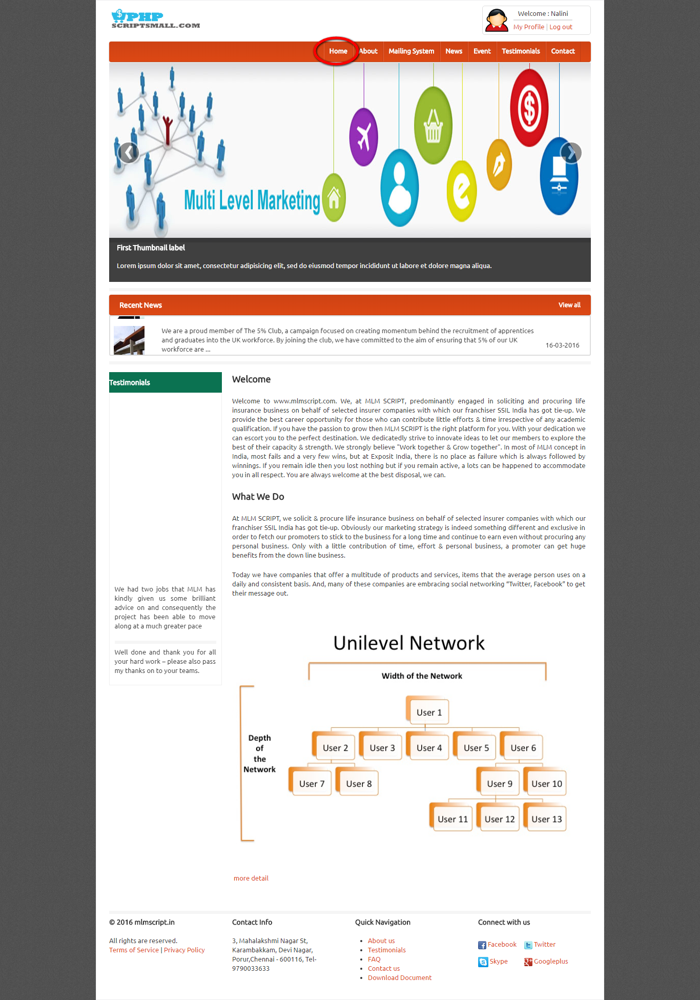 PHP
SCRIPTSMALL.COM
Welcome : Nalini
My Profile | Log out
Home About Mailing System News Event Testimonials Contact
Multi Level Marketing
First Thumbnail label
Lorem ipsum dolor sit amet, consectetur adipisicing elit, sed do eiusmod tempor incididunt ut labore et dolore magna aliqua.
Recent News
View all
We are a proud member of The 5% Club, a campaign focused on creating momentum behind the recruitment of apprentices
and graduates into the UK workforce. By joining the club, we have committed to the aim of ensuring that 5% of our UK
workforce are ...
16-03-2016
Testimonials
We had two jobs that MLM has
kindly given us some brilliant
advice on and consequently the
project has been able to move
along at a much greater pace
Well done and thank you for all
your hard work – please also pass
my thanks on to your teams.
Welcome
Welcome to www.mlmscript.com. We, at MLM SCRIPT, predominantly engaged in soliciting and procuring life
insurance business on behalf of selected insurer companies with which our franchiser SSIL India has got tie-up. We
provide the best career opportunity for those who can contribute little efforts & time irrespective of any academic
qualification. If you have the passion to grow then MLM SCRIPT is the right platform for you. With your dedication we
can escort you to the perfect destination. We dedicatedly strive to innovate ideas to let our members to explore the
best of their capacity & strength. We strongly believe "Work together & Grow together". In most of MLM concept in
India, most fails and a very few wins, but at Exposit India, there is no place as failure which is always followed by
winnings. If you remain idle then you lost nothing but if you remain active, a lots can be happened to accommodate
you in all respect. You are always welcome at the best disposal, we can.
What We Do
At MLM SCRIPT, we solicit & procure life insurance business on behalf of selected insurer companies with which our
franchiser SSIL India has got tie-up. Obviously our marketing strategy is indeed something different and exclusive in
order to fetch our promoters to stick to the business for a long time and continue to earn even without procuring any
personal business. Only with a little contribution of time, effort & personal business, a promoter can get huge
benefits from the down line business.
Today we have companies that offer a multitude of products and services, items that the average person uses on a
daily and consistent basis. And, many of these companies are embracing social networking “Twitter, Facebook” to get
their message out.
Unilevel Network
Width of the Network
Depth
of
the
Network
User 1
User 2 User 3 User 4 User 5 User 6
User 7 User 8 User 9 User 10
User 11 User 12 User 13
more detail
© 2016 mlmscript.in
All rights are reserved.
Terms of Service | Privacy Policy
Contact Info
3, Mahalakshmi Nagar St,
Karambakkam, Devi Nagar,
Porur,Chennai - 600116, Tel-
9790033633
Quick Navigation
About us
Testimonials
FAQ
Contact us
Download Document
Connect with us
Facebook Twitter
Skype Googleplus